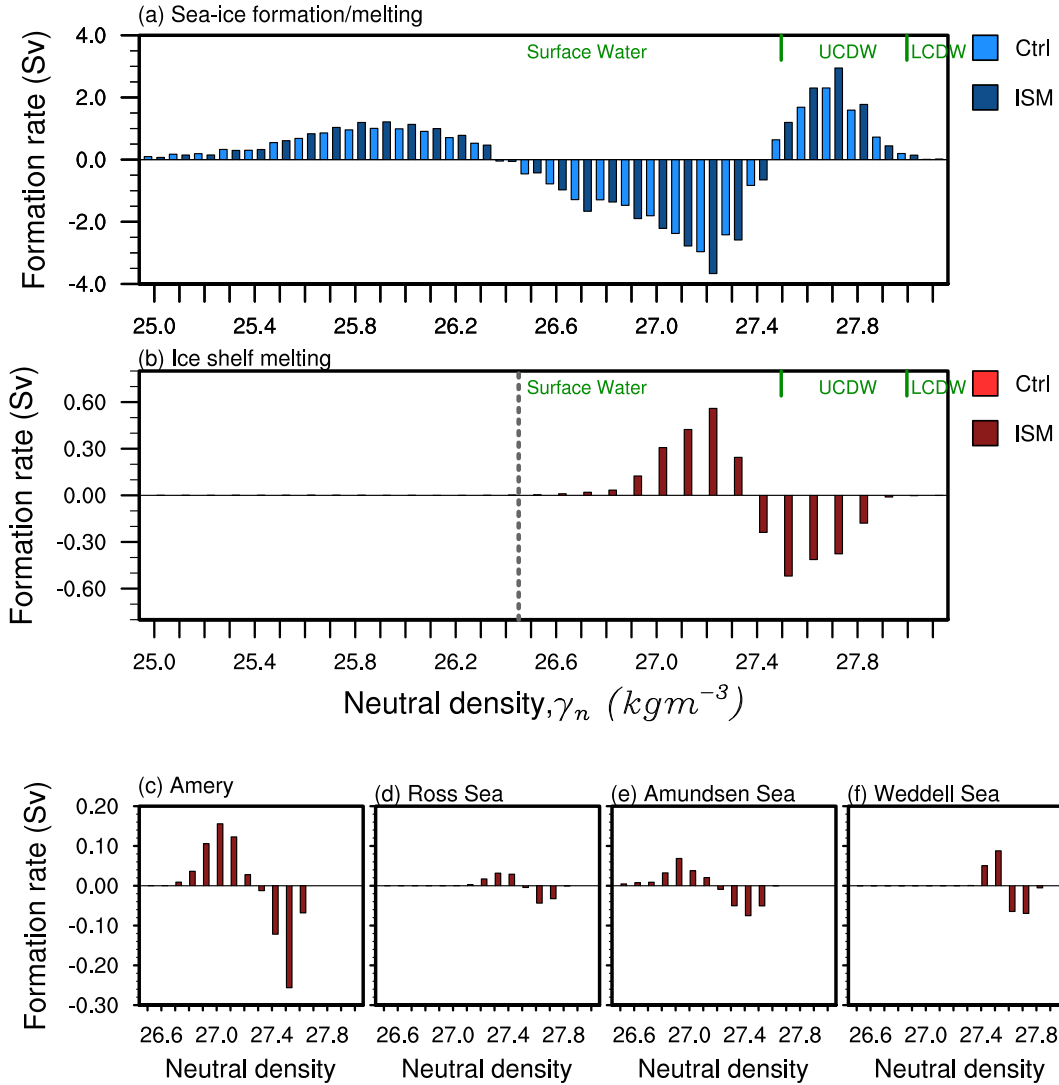 (a) Sea-ice formation/melting
Formation rate (Sv)
4.0
2.0
0.0
-2.0
-4.0
Surface Water UCDW LCDW
Ctrl
ISM
25.0 25.4 25.8 26.2 26.6 27.0 27.4 27.8
(b) Ice shelf melting
Formation rate (Sv)
0.60
0.30
0.00
-0.30
-0.60
Surface Water UCDW LCDW
Ctrl
ISM
25.0 25.4 25.8 26.2 26.6 27.0 27.4 27.8
Neutral density,γn (kgm−3)
(c) Amery
(d) Ross Sea
(e) Amundsen Sea
(f) Weddell Sea
Formation rate (Sv)
0.20
0.10
0.00
-0.10
-0.20
-0.30
26.6 27.0 27.4 27.8
26.6 27.0 27.4 27.8
26.6 27.0 27.4 27.8
26.6 27.0 27.4 27.8
Neutral density
Neutral density
Neutral density
Neutral density